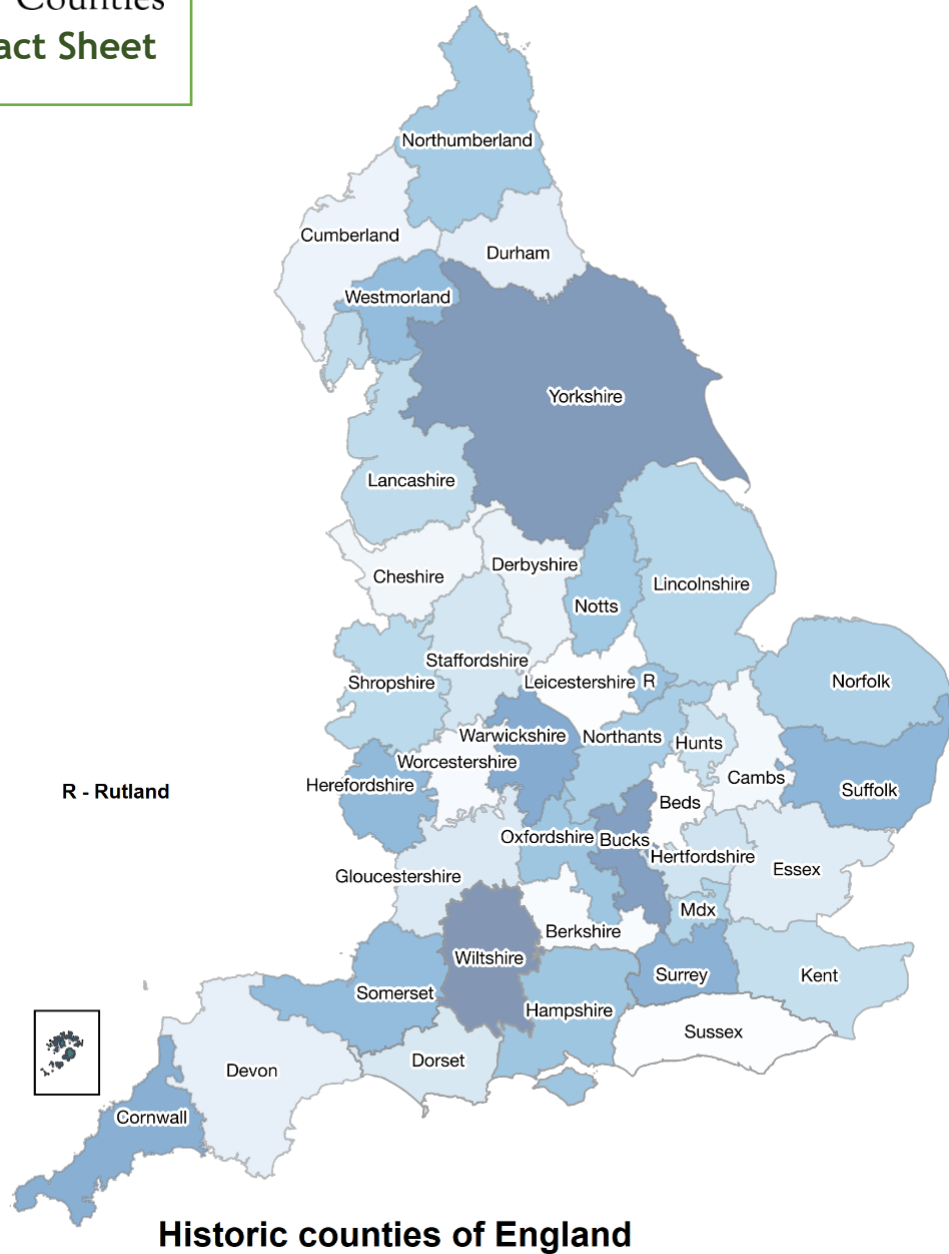 Counties
act Sheet
Northumberland
Cumberland
Durham
Westmorland
Yorkshire
Lancashire
Cheshire
Derbyshire
Notts
Lincolnshire
Staffordshire
Shropshire
Leicestershire
R
Norfolk
Warwickshire
Northants
Hunts
Worcestershire
Cambs
Herefordshire
Suffolk
R - Rutland
Beds
Oxfordshire
Bucks
Hertfordshire
Essex
Gloucestershire
Mdx
Berkshire
Wiltshire
Surrey
Kent
Somerset
Hampshire
Sussex
Dorset
Devon
Cornwall
Historic counties of England